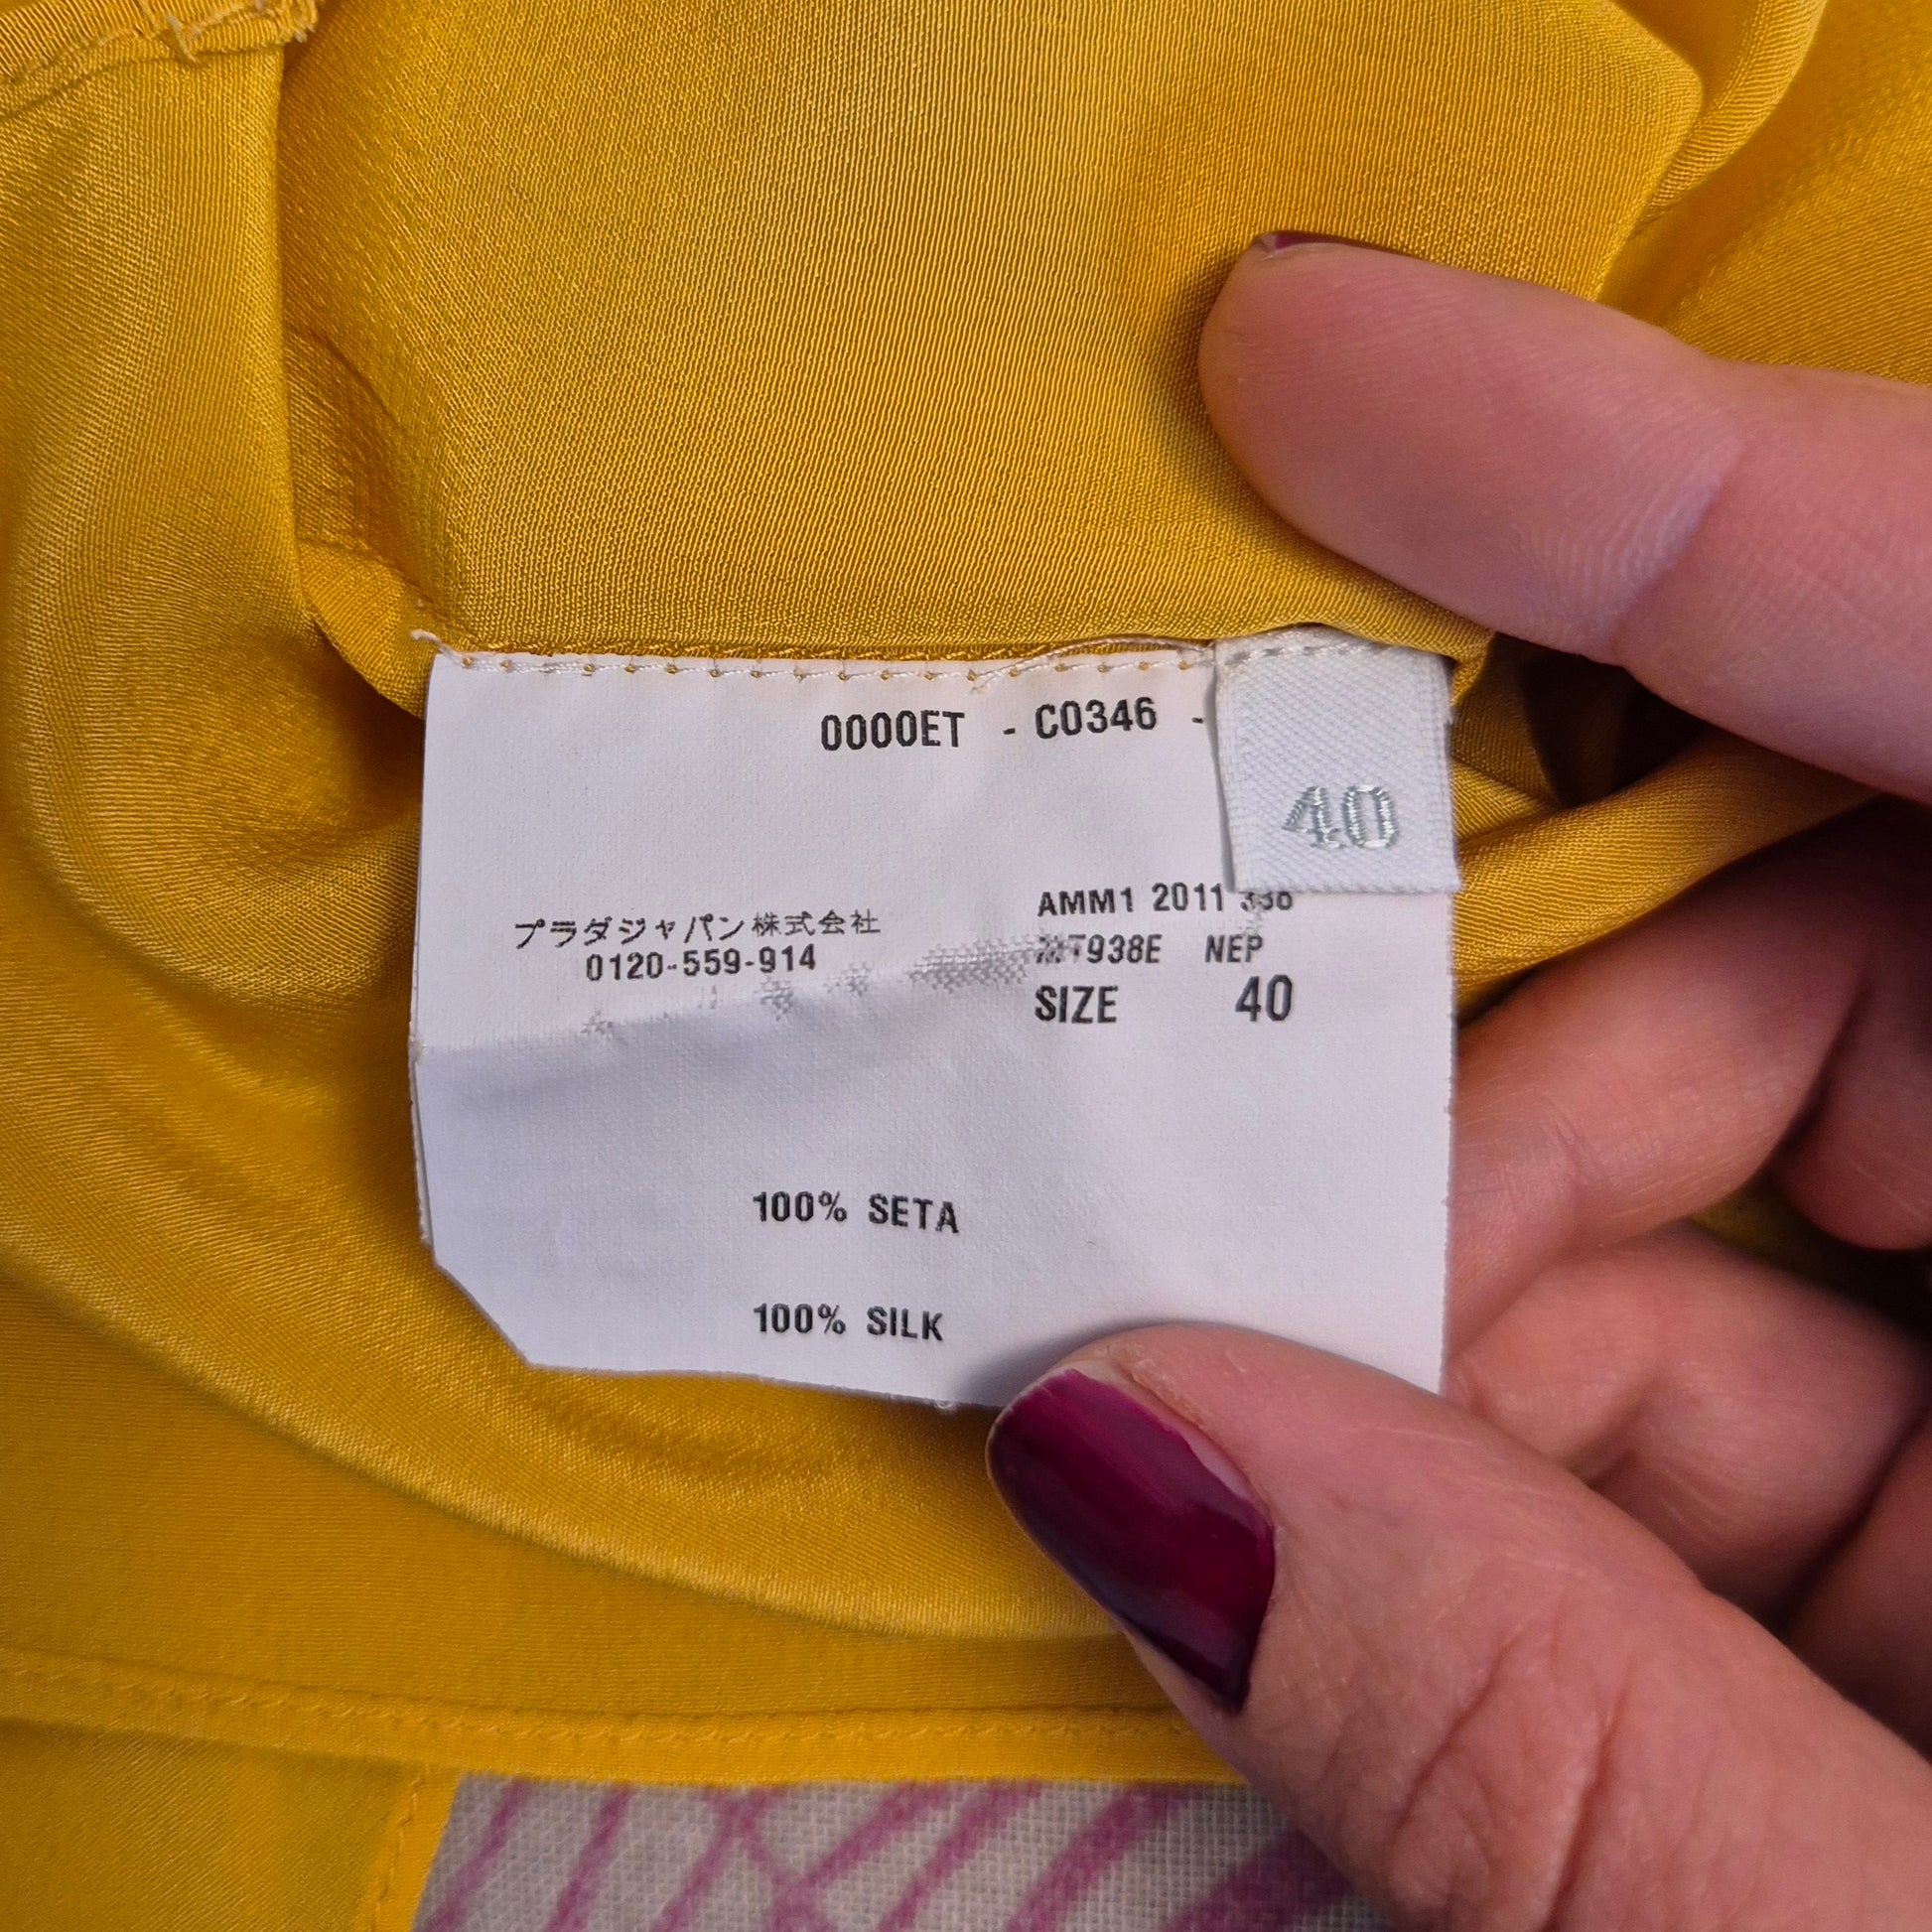 0000ET - C0346 -
40
AMM1 2011
プラダジャパン株式会社
0120-559-914
NEP
SIZE 40
100% SETA
100% SILK